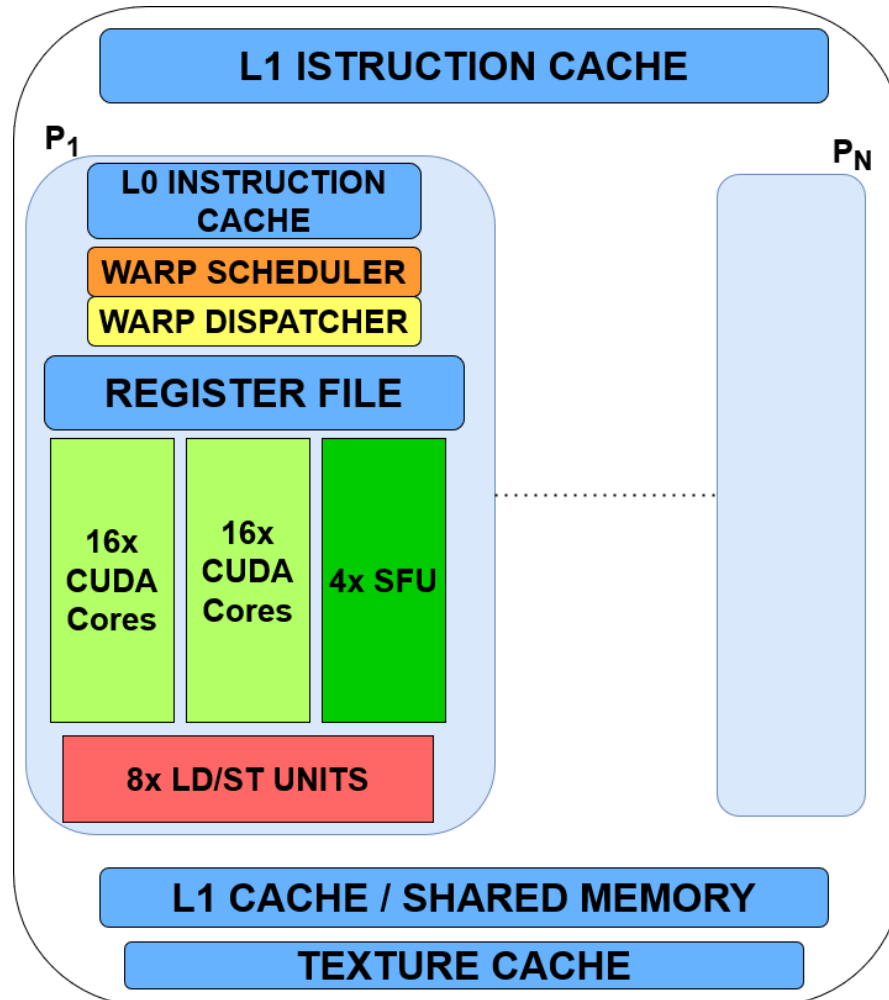 L1 ISTRUCTION CACHE
P1
PN
L0 INSTRUCTION
CACHE
WARP SCHEDULER
WARP DISPATCHER
REGISTER FILE
16x
CUDA
Cores
16x
CUDA
Cores
4x SFU
8x LD/ST UNITS
L1 CACHE / SHARED MEMORY
TEXTURE CACHE